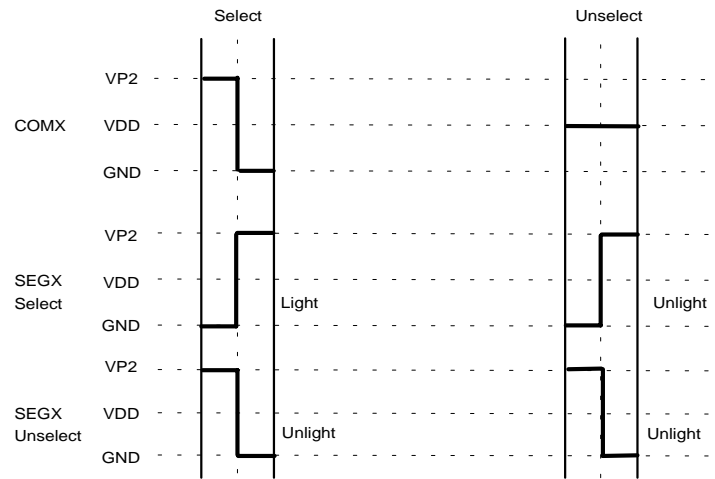 Select
Unselect
VP2
COMX
VDD
GND
VP2
SEGX
Select
VDD
GND
Light
Unlight
VP2
SEGX
Unselect
VDD
GND
Unlight
Unlight